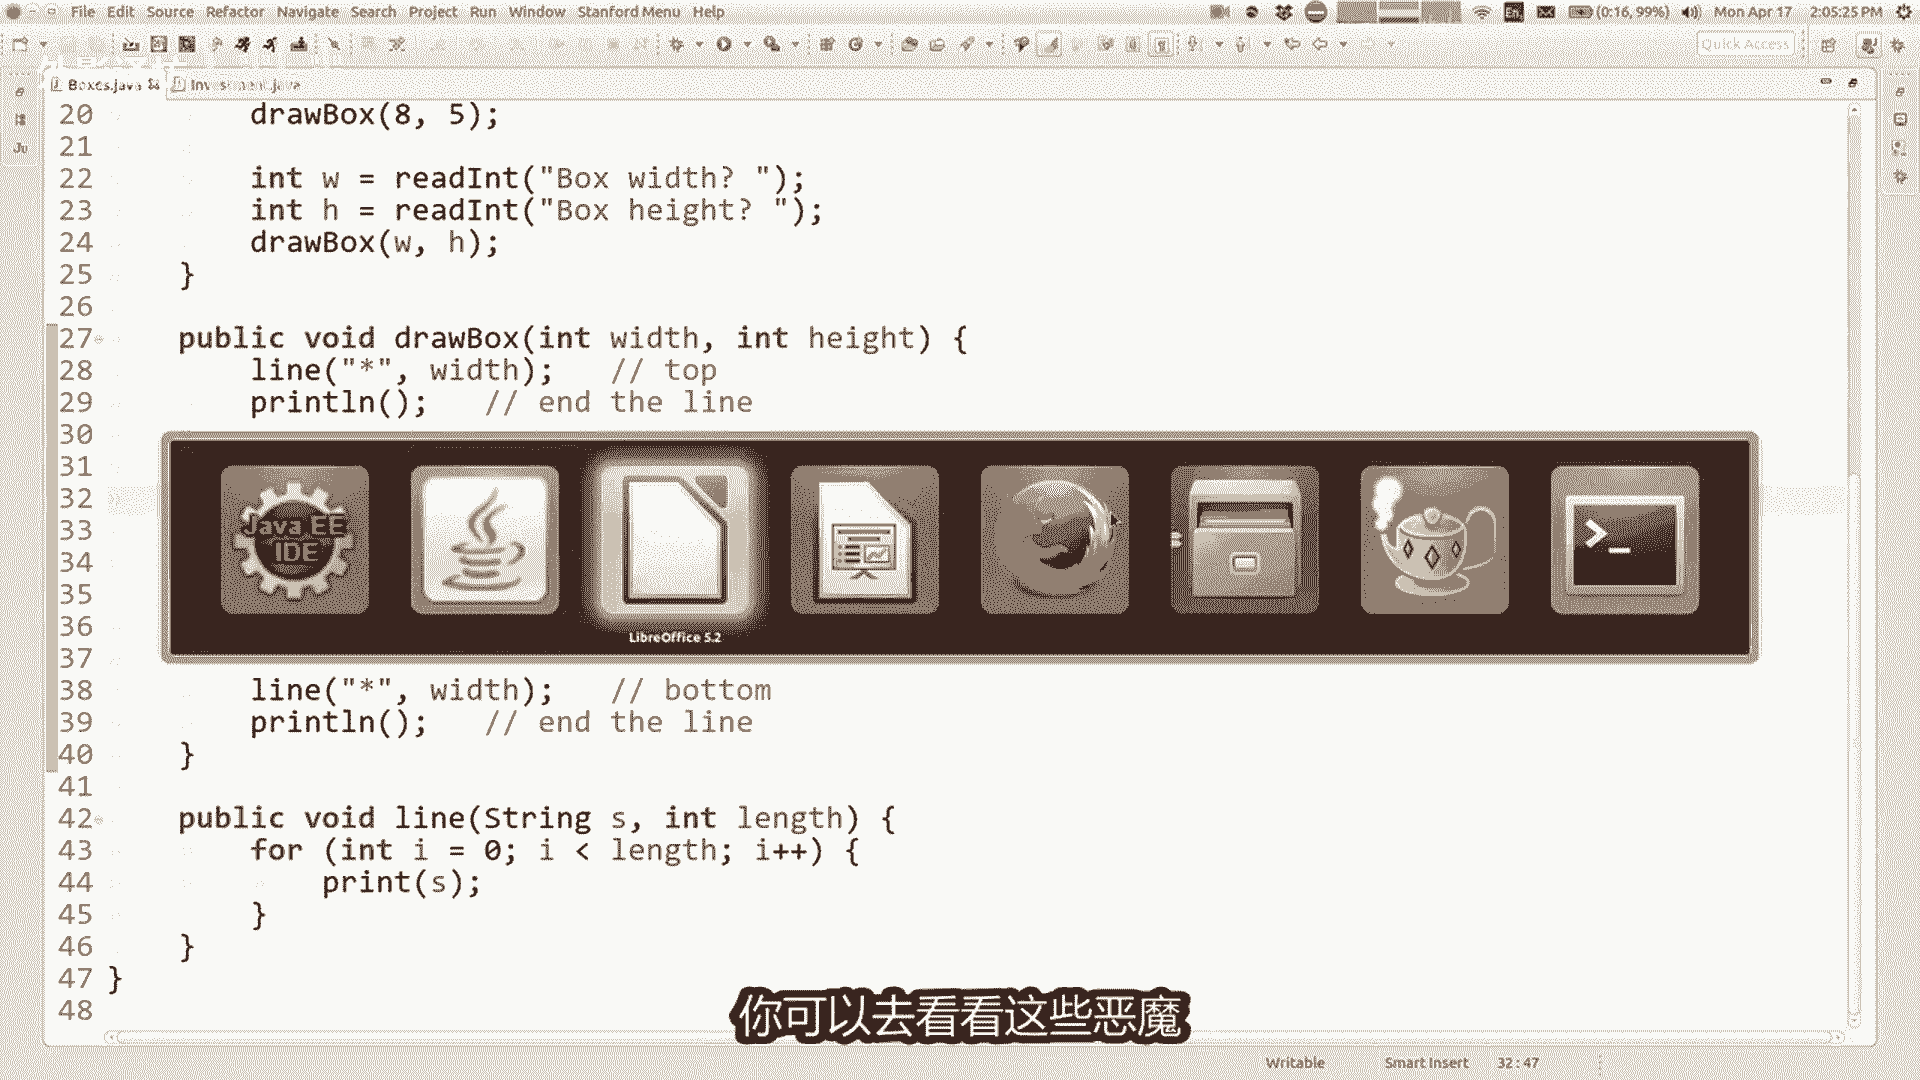 File Edit Source Refactor Navigate Search Project Run Window Stanford Menu Help
En (0:16, 99%) Mon Apr 17 2:05:25 PM
Quick Access
Boxes.java Investment.java
20 drawBox(8, 5);
21
22 int w = readInt("Box width? ");
23 int h = readInt("Box height? ");
24 drawBox(w, h);
25 }
26
27 public void drawBox(int width, int height) {
28 line("*", width); // top
29 println(); // end the line
30
31
32
33
34
35
36
37
Java EE
IDE
LibreOffice 5.2
38 line("*", width); // bottom
39 println(); // end the line
40 }
41
42 public void line(String s, int length) {
43 for (int i = 0; i < length; i++) {
44 print(s);
45 }
46 }
47 }
48
你可以去看看这些恶魔
Writable Smart Insert 32 : 47